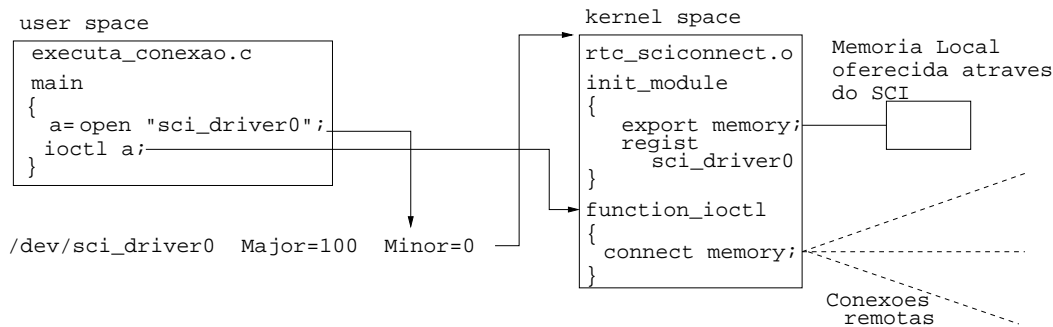 user space
executa_conexao.c
main
{
a=open "sci_driver0";
ioctl a;
}
/dev/sci_driver0 Major=100 Minor=0
kernel space
rtc_sciconnect.o
init_module
{
export memory;
regist
sci_driver0
}
function_ioctl
{
connect memory;
}
Memoria Local
oferecida atraves
do SCI
Conexoes
remotas